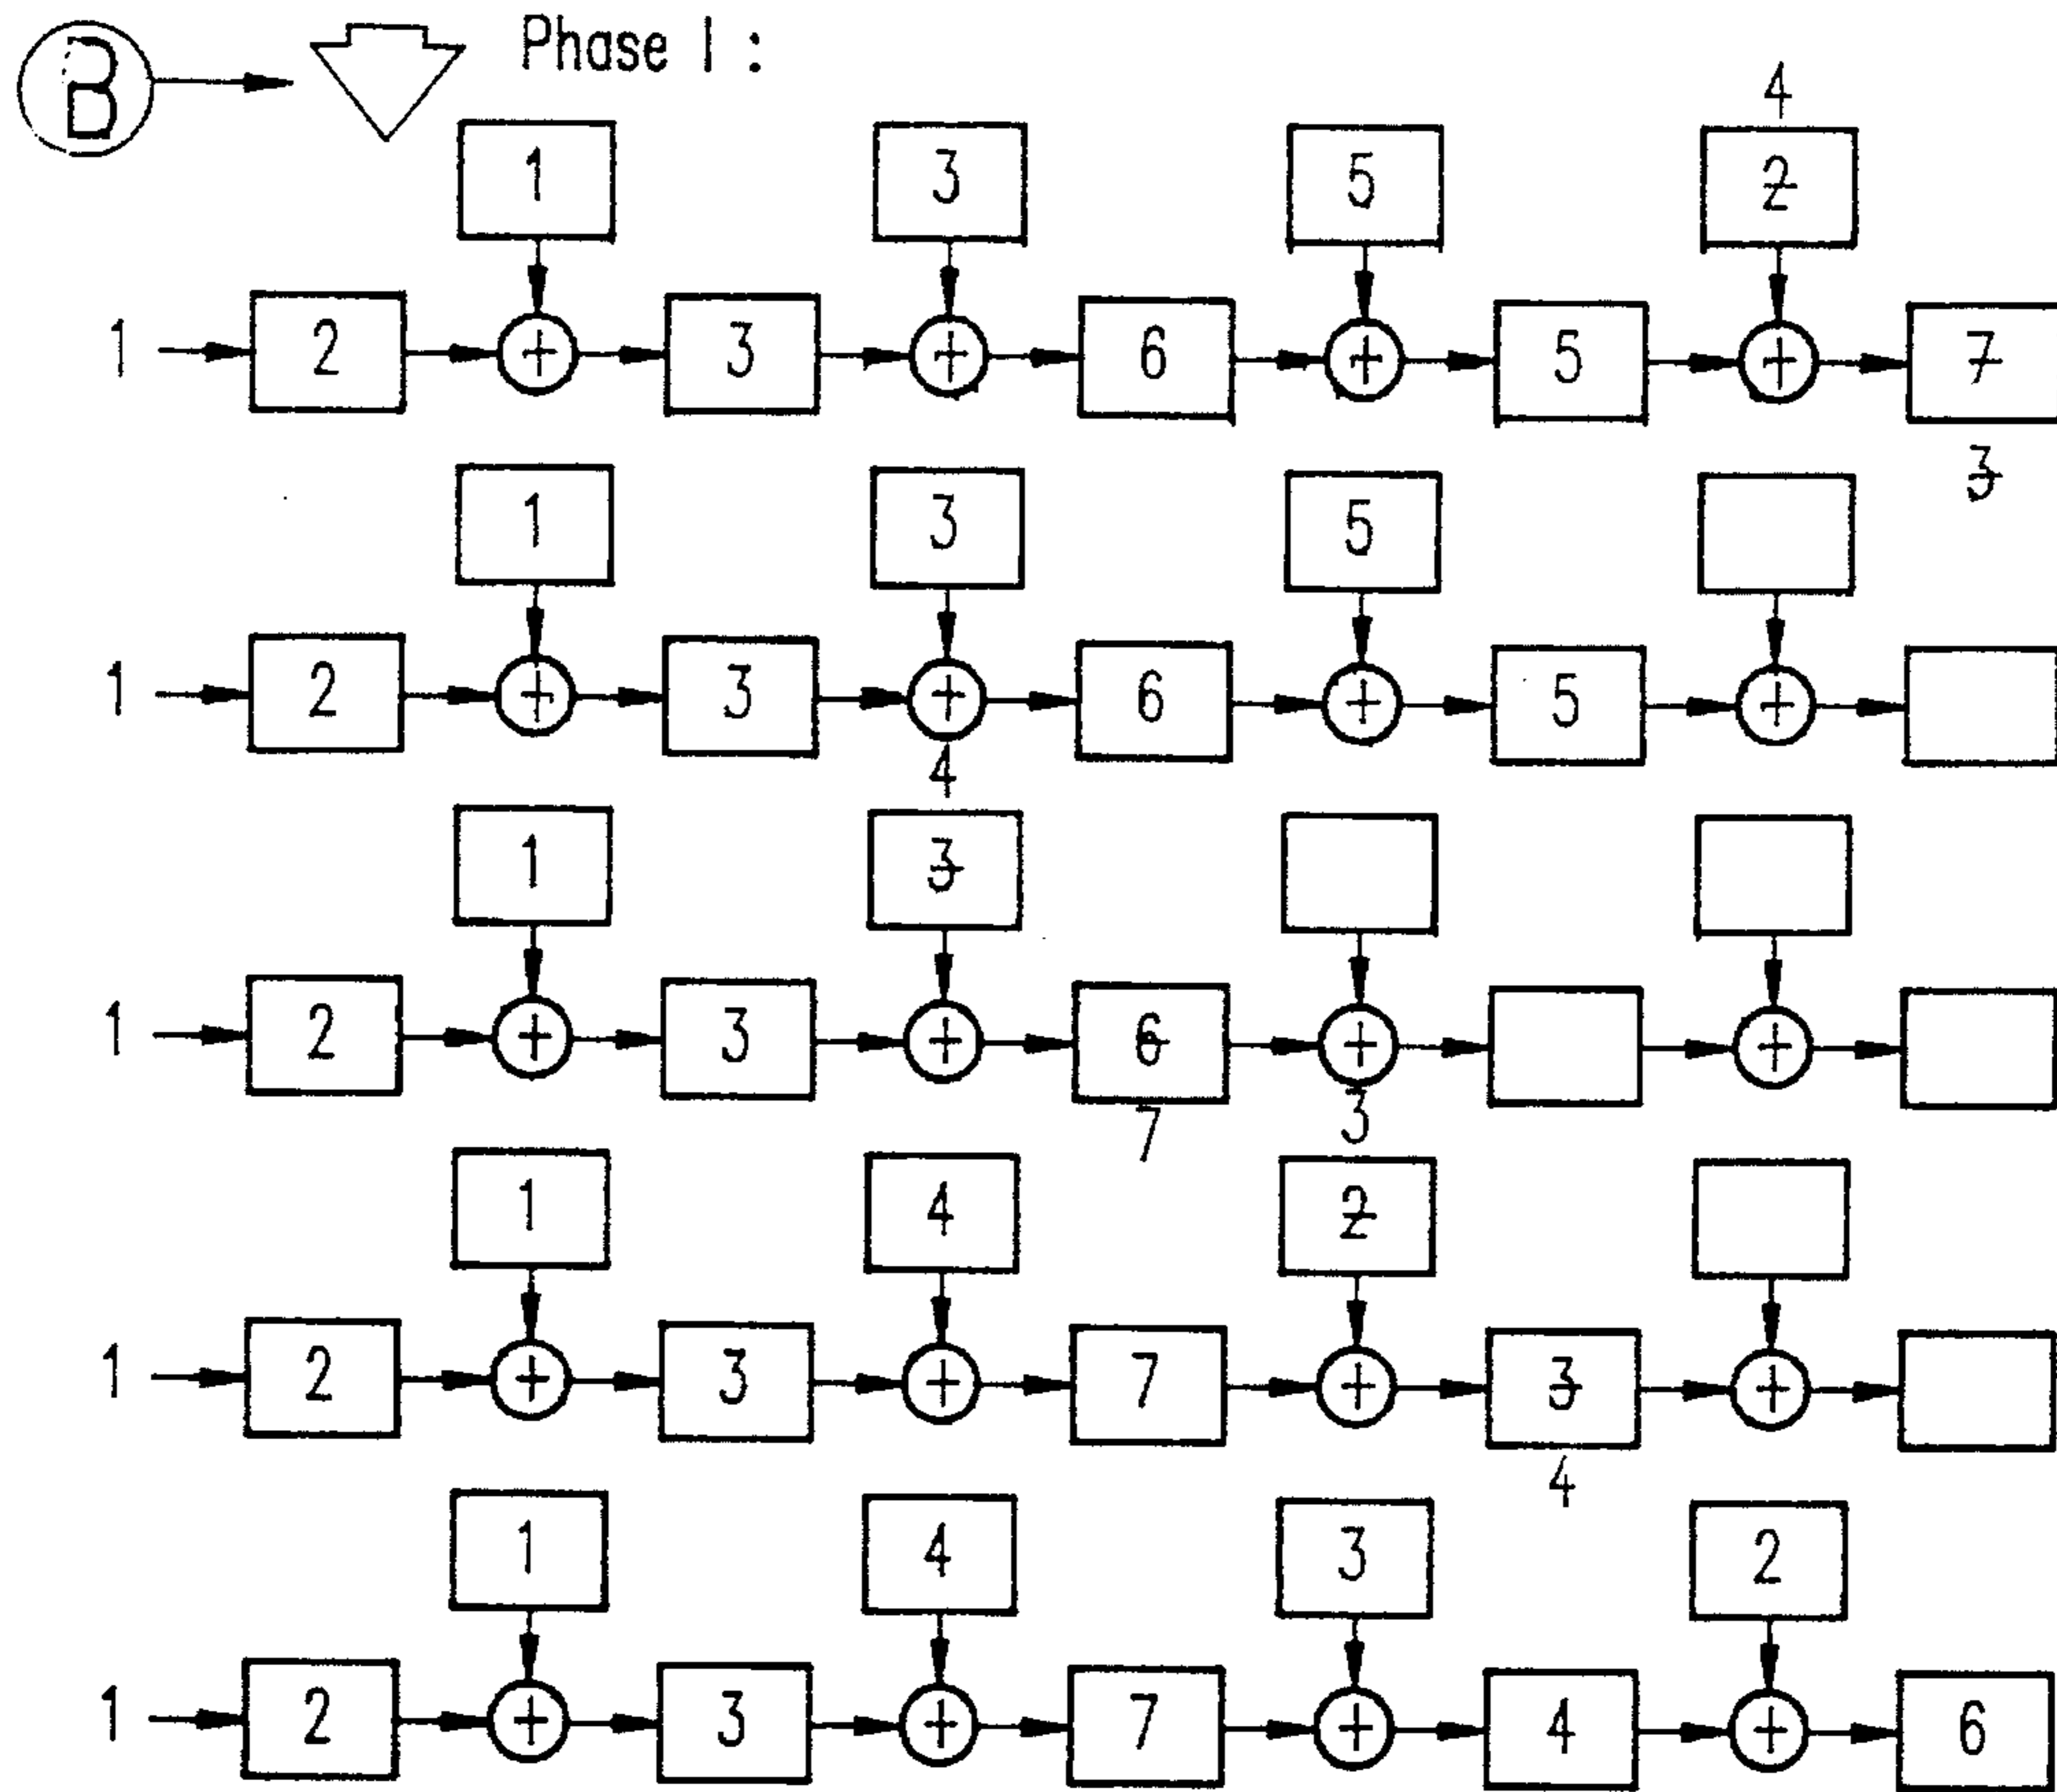 B Phase I :
4
1 3 5 2
1 2 + 3 + 6 + 5 + 7
3
1 3 5
1 2 + 3 + 6 + 5 +
4
1 3
1 2 + 3 + 6 + +
7 3
1 4 2
1 2 + 3 + 7 + 3 +
4
1 4 3 2
1 2 + 3 + 7 + 4 + 6